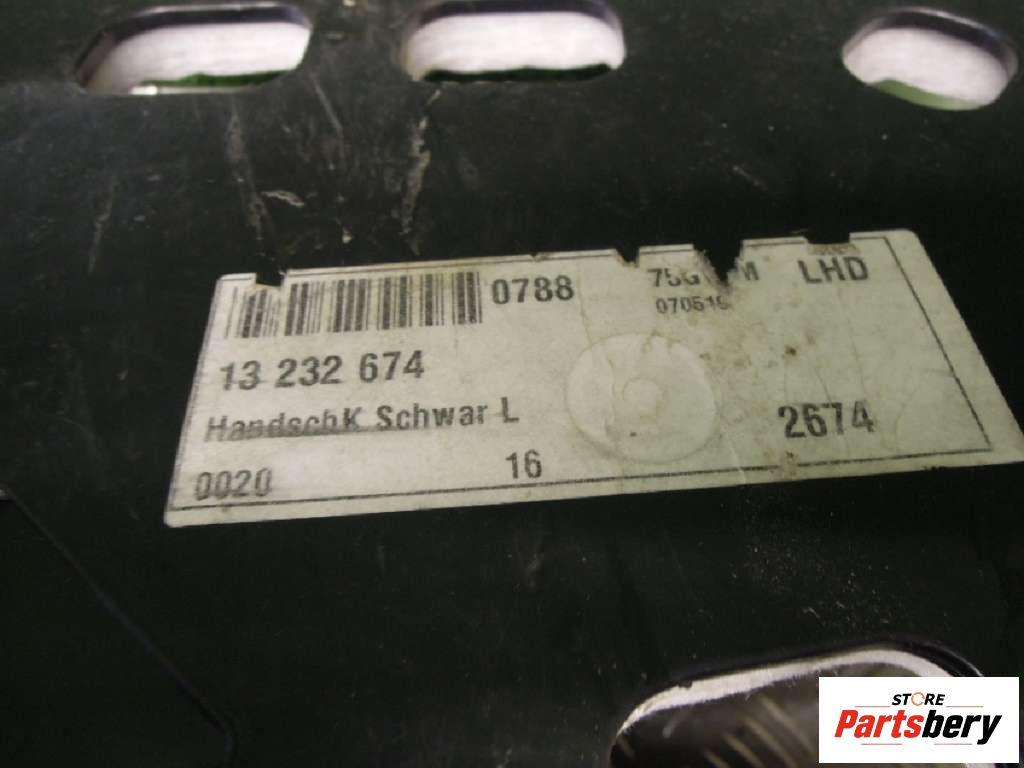 0788 LHD
13 232 674
HandschK Schwar L
2674
0020 16
STORE
Partsbery